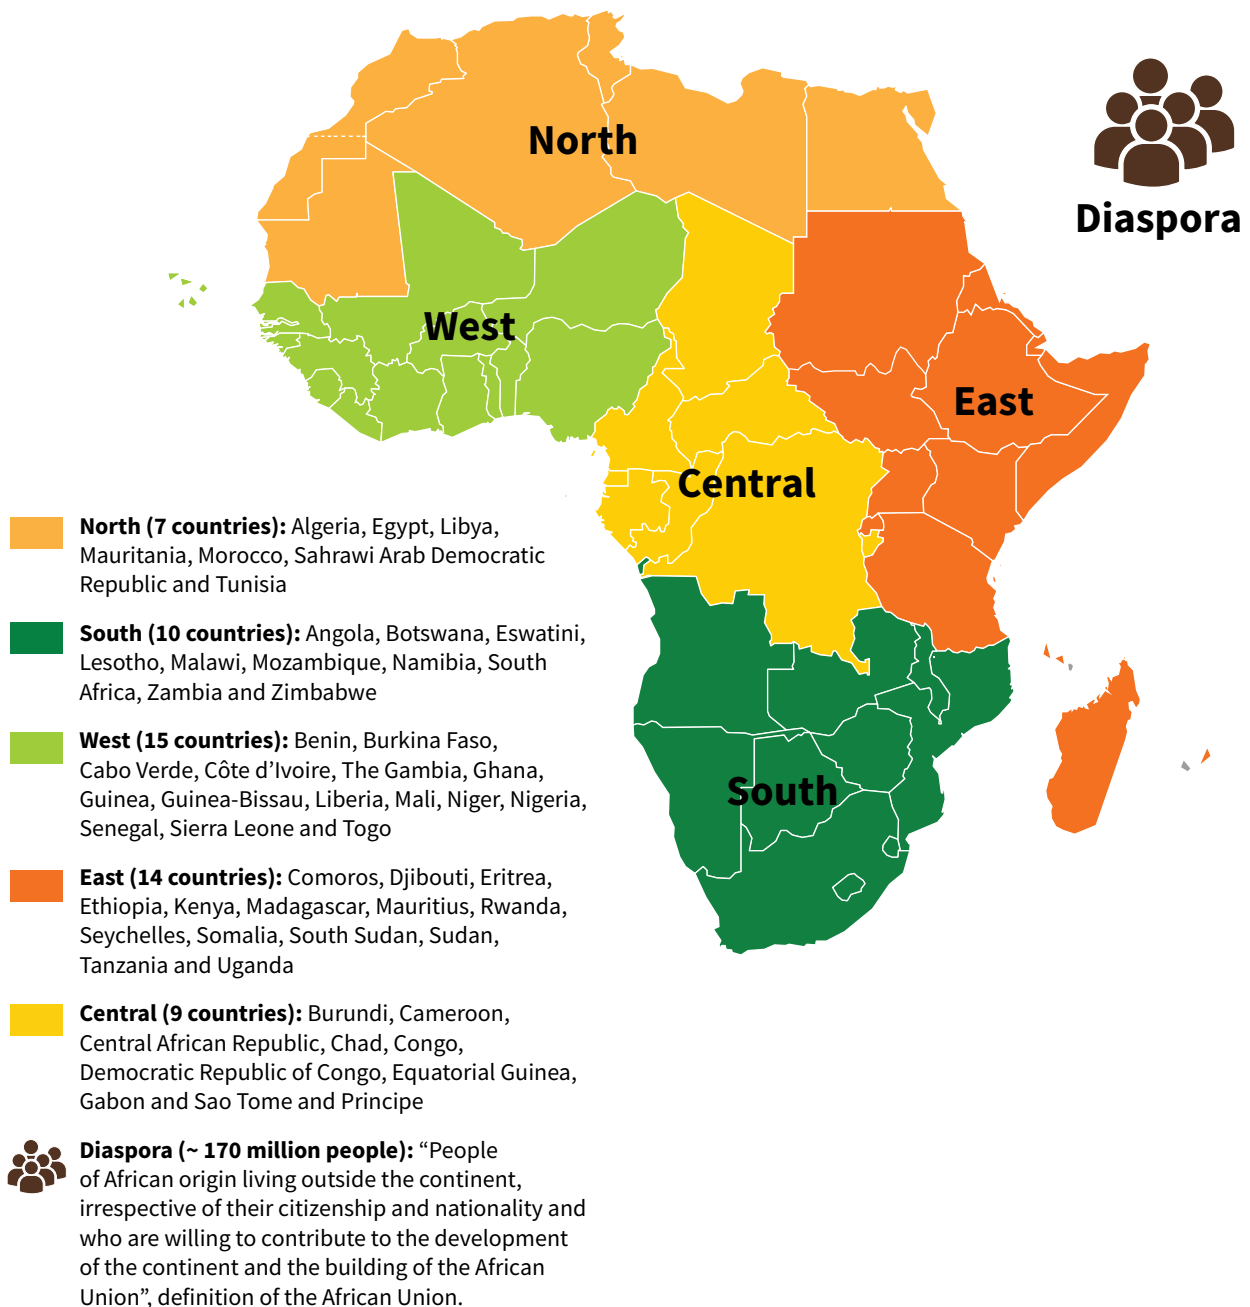 North
Diaspora
West
East
Central
South
North (7 countries): Algeria, Egypt, Libya,
Mauritania, Morocco, Sahrawi Arab Democratic
Republic and Tunisia
South (10 countries): Angola, Botswana, Eswatini,
Lesotho, Malawi, Mozambique, Namibia, South
Africa, Zambia and Zimbabwe
West (15 countries): Benin, Burkina Faso,
Cabo Verde, Côte d’Ivoire, The Gambia, Ghana,
Guinea, Guinea-Bissau, Liberia, Mali, Niger, Nigeria,
Senegal, Sierra Leone and Togo
East (14 countries): Comoros, Djibouti, Eritrea,
Ethiopia, Kenya, Madagascar, Mauritius, Rwanda,
Seychelles, Somalia, South Sudan, Sudan,
Tanzania and Uganda
Central (9 countries): Burundi, Cameroon,
Central African Republic, Chad, Congo,
Democratic Republic of Congo, Equatorial Guinea,
Gabon and Sao Tome and Principe
Diaspora (~ 170 million people): “People
of African origin living outside the continent,
irrespective of their citizenship and nationality and
who are willing to contribute to the development
of the continent and the building of the African
Union”, definition of the African Union.